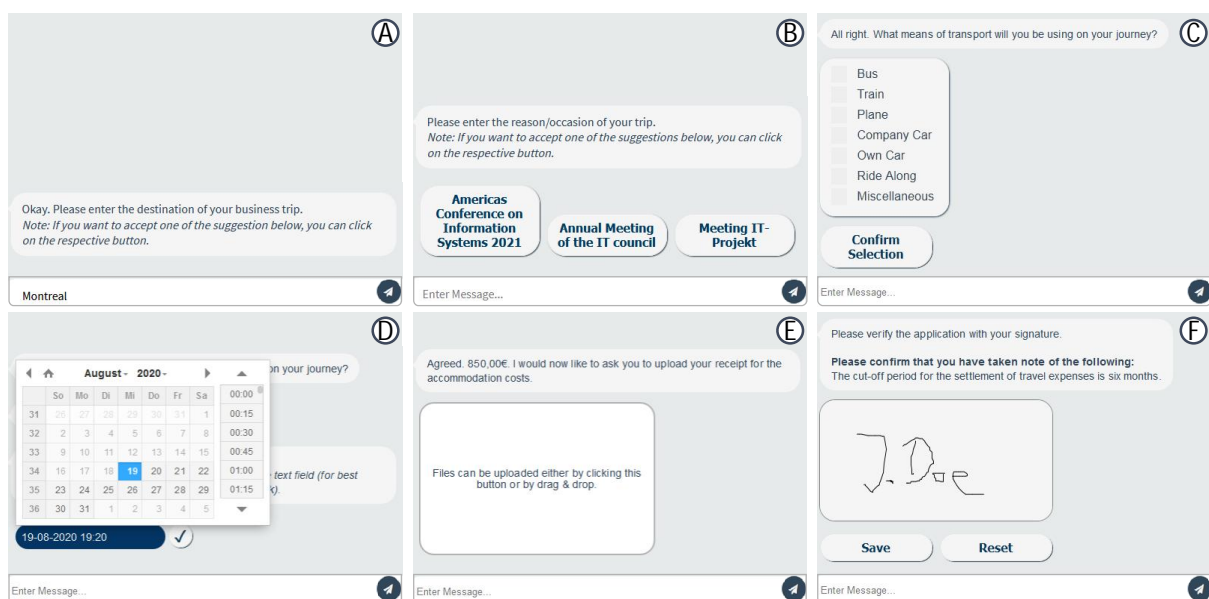 A
Okay. Please enter the destination of your business trip.
Note: If you want to accept one of the suggestion below, you can click
on the respective button.
Montreal
B
Please enter the reason/occasion of your trip.
Note: If you want to accept one of the suggestions below, you can click
on the respective button.
Americas
Conference on
Information
Systems 2021
Annual Meeting
of the IT council
Meeting IT-
Projekt
Enter Message...
C
All right. What means of transport will you be using on your journey?
Bus
Train
Plane
Company Car
Own Car
Ride Along
Miscellaneous
Confirm
Selection
Enter Message...
D
on your journey?
August 2020
So Mo Di Mi Do Fr Sa
31 26 27 28 29 30 31 1
32 2 3 4 5 6 7 8
33 9 10 11 12 13 14 15
34 16 17 18 19 20 21 22
35 23 24 25 26 27 28 29
36 30 31 1 2 3 4 5
00:00
00:15
00:30
00:45
01:00
01:15
text field (for best
k).
19-08-2020 19:20
Enter Message...
E
Agreed. 850,00€. I would now like to ask you to upload your receipt for the
accommodation costs.
Files can be uploaded either by clicking this
button or by drag & drop.
Enter Message...
F
Please verify the application with your signature.
Please confirm that you have taken note of the following:
The cut-off period for the settlement of travel expenses is six months.
J. Doe
Save
Reset
Enter Message...